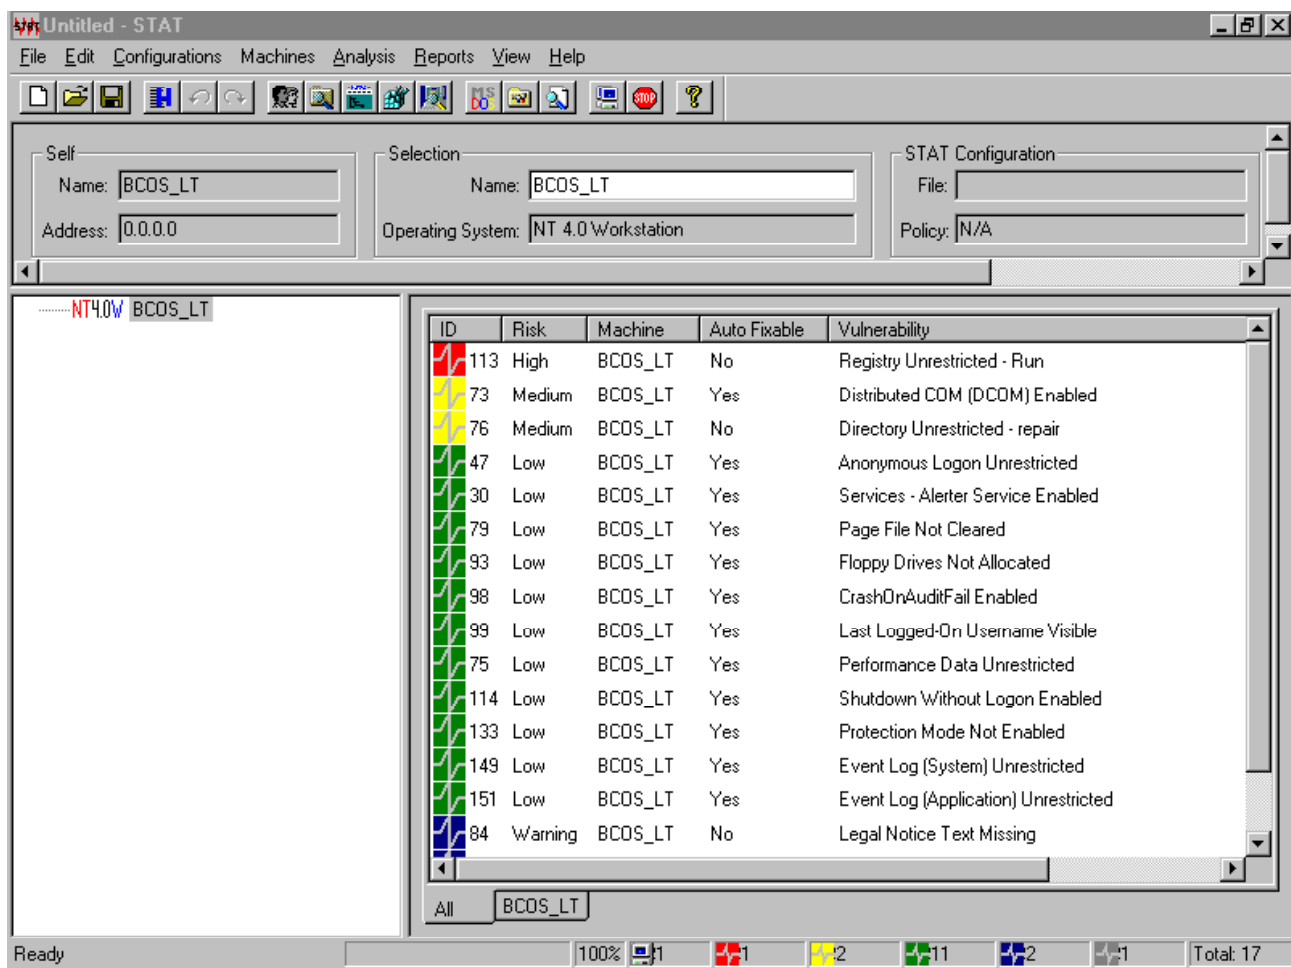 STAT Untitled - STAT
File Edit Configurations Machines Analysis Reports View Help
MS DOS STOP ?
Self Selection STAT Configuration
Name: BCOS_LT Name: BCOS_LT File:
Address: 0.0.0.0 Operating System: NT 4.0 Workstation Policy: N/A
NT4.0W BCOS_LT
ID Risk Machine Auto Fixable Vulnerability
113 High BCOS_LT No Registry Unrestricted - Run
73 Medium BCOS_LT Yes Distributed COM (DCOM) Enabled
76 Medium BCOS_LT No Directory Unrestricted - repair
47 Low BCOS_LT Yes Anonymous Logon Unrestricted
30 Low BCOS_LT Yes Services - Alerter Service Enabled
79 Low BCOS_LT Yes Page File Not Cleared
93 Low BCOS_LT Yes Floppy Drives Not Allocated
98 Low BCOS_LT Yes CrashOnAuditFail Enabled
99 Low BCOS_LT Yes Last Logged-On Username Visible
75 Low BCOS_LT Yes Performance Data Unrestricted
114 Low BCOS_LT Yes Shutdown Without Logon Enabled
133 Low BCOS_LT Yes Protection Mode Not Enabled
149 Low BCOS_LT Yes Event Log (System) Unrestricted
151 Low BCOS_LT Yes Event Log (Application) Unrestricted
84 Warning BCOS_LT No Legal Notice Text Missing
All BCOS_LT
Ready 100% :1 :1 :2 :11 :2 :1 Total: 17